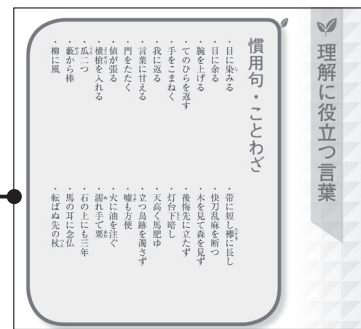 理解に役立つ言葉
慣用句・ことわざ
・目に染みる
・目に余る
・腕を上げる
・てのひらを返す
・手をこまねく
・我に返る
・言葉に甘える
・門をたたく
・値が張る
・横槍を入れる
・瓜二つ
・藪から棒
・柳に風
・帯に短し襷に長し
・快刀乱麻を断つ
・木を見て森を見ず
・後悔先に立たず
・灯台下暗し
・天高く馬肥ゆ
・立つ鳥跡を濁さず
・嘘も方便
・火に油を注ぐ
・濡れ手で粟
・石の上にも三年
・馬の耳に念仏
・転ばぬ先の杖